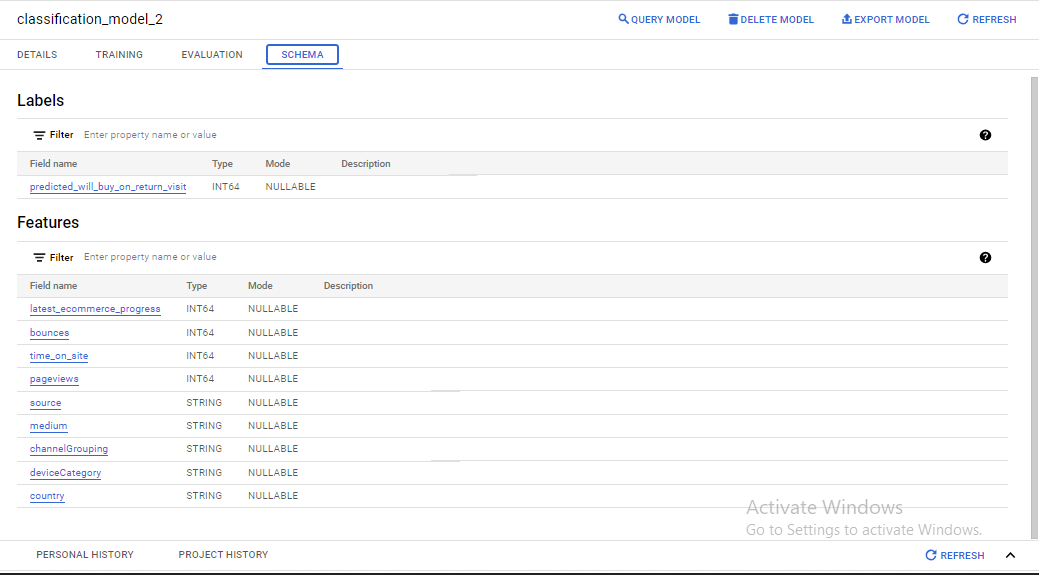 classification_model_2 QUERY MODEL DELETE MODEL EXPORT MODEL REFRESH
DETAILS TRAINING EVALUATION SCHEMA
Labels
Filter Enter property name or value
Field name Type Mode Description
predicted_will_buy_on_return_visit INT64 NULLABLE
Features
Filter Enter property name or value
Field name Type Mode Description
latest_ecommerce_progress INT64 NULLABLE
bounces INT64 NULLABLE
time_on_site INT64 NULLABLE
pageviews INT64 NULLABLE
source STRING NULLABLE
medium STRING NULLABLE
channelGrouping STRING NULLABLE
deviceCategory STRING NULLABLE
country STRING NULLABLE
Activate Windows
Go to Settings to activate Windows.
PERSONAL HISTORY PROJECT HISTORY REFRESH